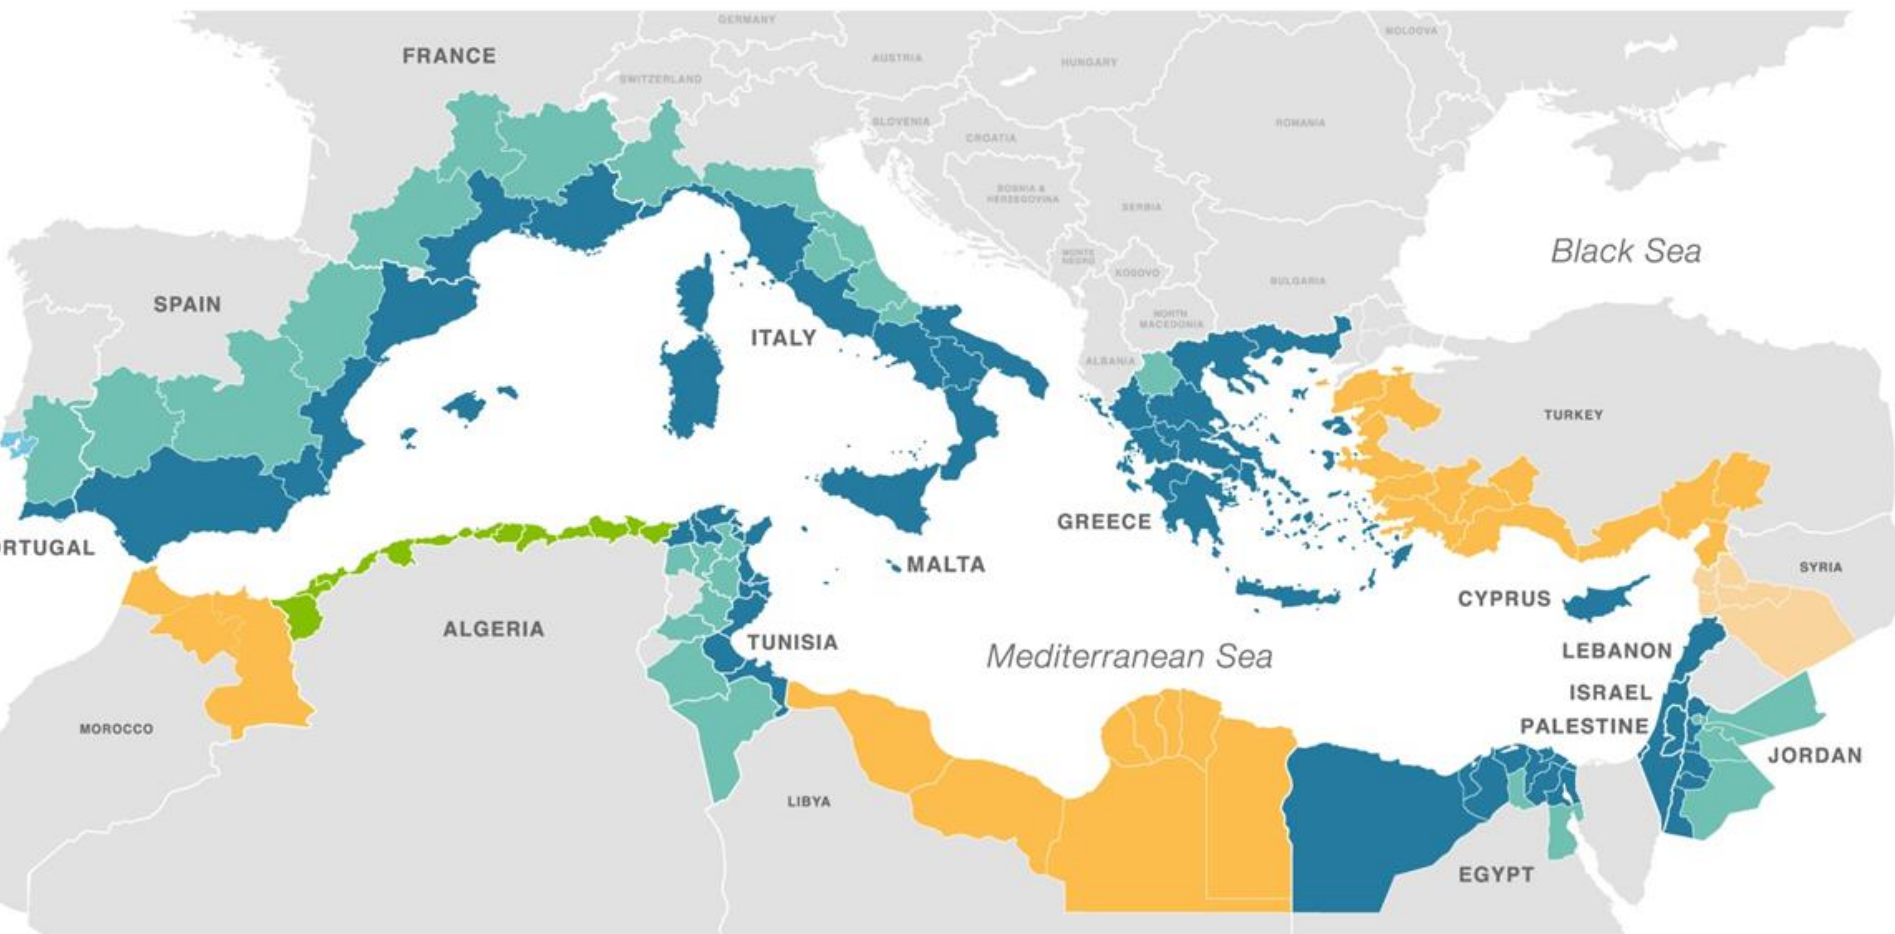 GERMANY
MOLDOVA
FRANCE
AUSTRIA
HUNGARY
SWITZERLAND
SLOVENIA
ROMANIA
CROATIA
BOSNIA &
HERZEGOVINA
SERBIA
Black Sea
MONTE
NEGRO
KOSOVO
BULGARIA
SPAIN
NORTH
MACEDONIA
ITALY
ALBANIA
TURKEY
GREECE
RTUGAL
MALTA
SYRIA
CYPRUS
ALGERIA
TUNISIA
LEBANON
Mediterranean Sea
ISRAEL
PALESTINE
MOROCCO
JORDAN
LIBYA
EGYPT